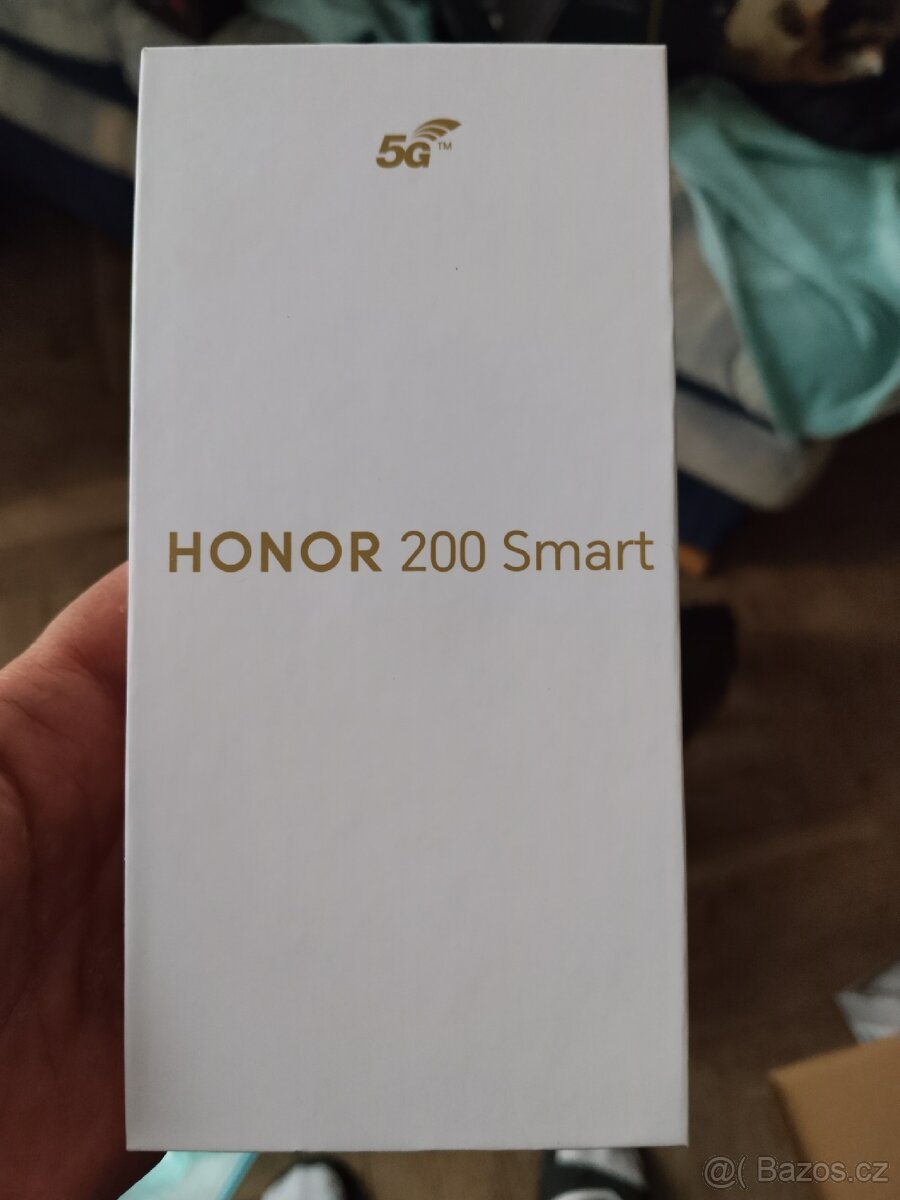 5G™
HONOR 200 Smart
@( Bazos.cz